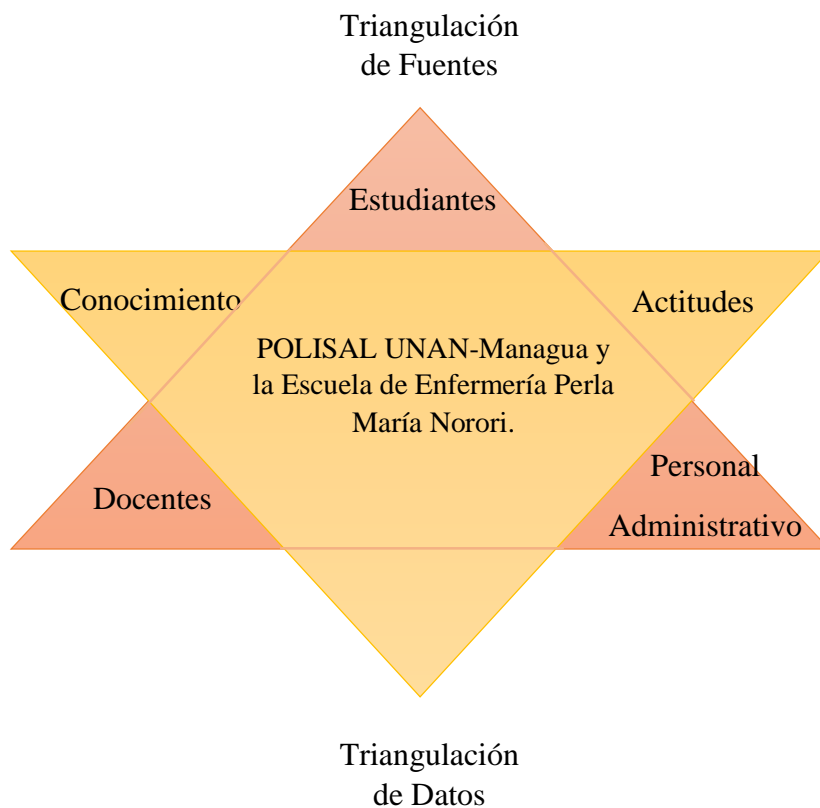 Triangulación
de Fuentes
Estudiantes
Conocimiento
Actitudes
POLISAL UNAN-Managua y
la Escuela de Enfermería Perla
María Norori.
Docentes
Personal
Administrativo
Triangulación
de Datos